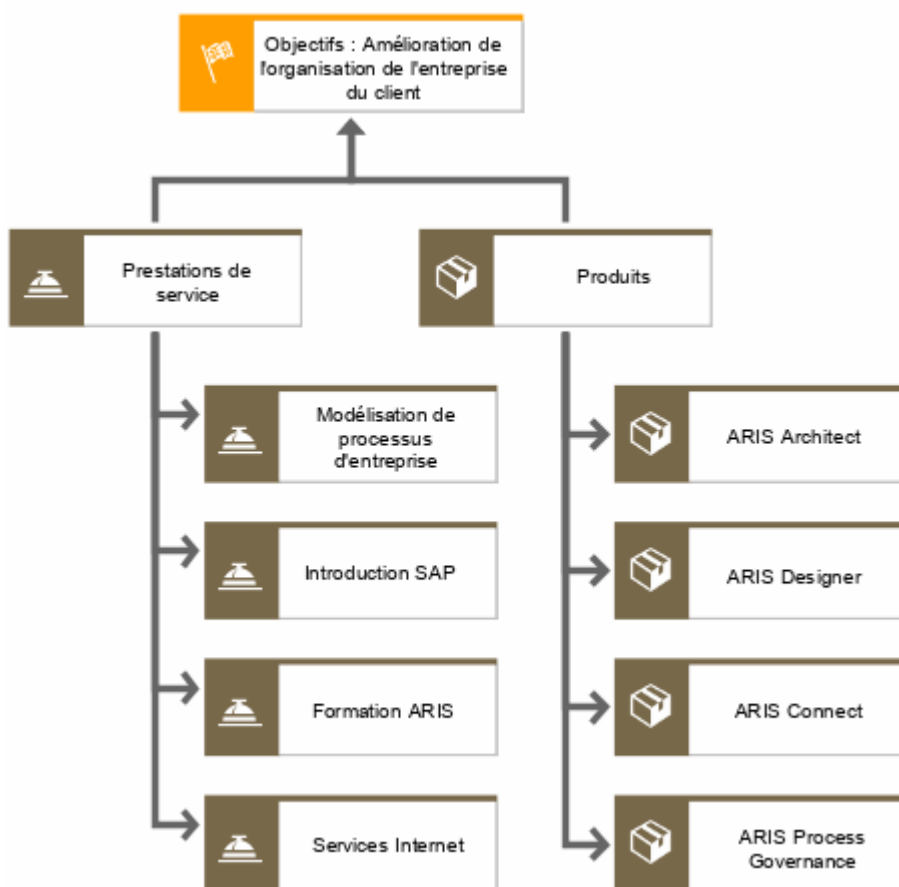 Objectifs : Amélioration de
l'organisation de l'entreprise
du client
Prestations de
service
Produits
Modélisation de
processus
d'entreprise
ARIS Architect
Introduction SAP
ARIS Designer
Formation ARIS
ARIS Connect
Services Internet
ARIS Process
Governance